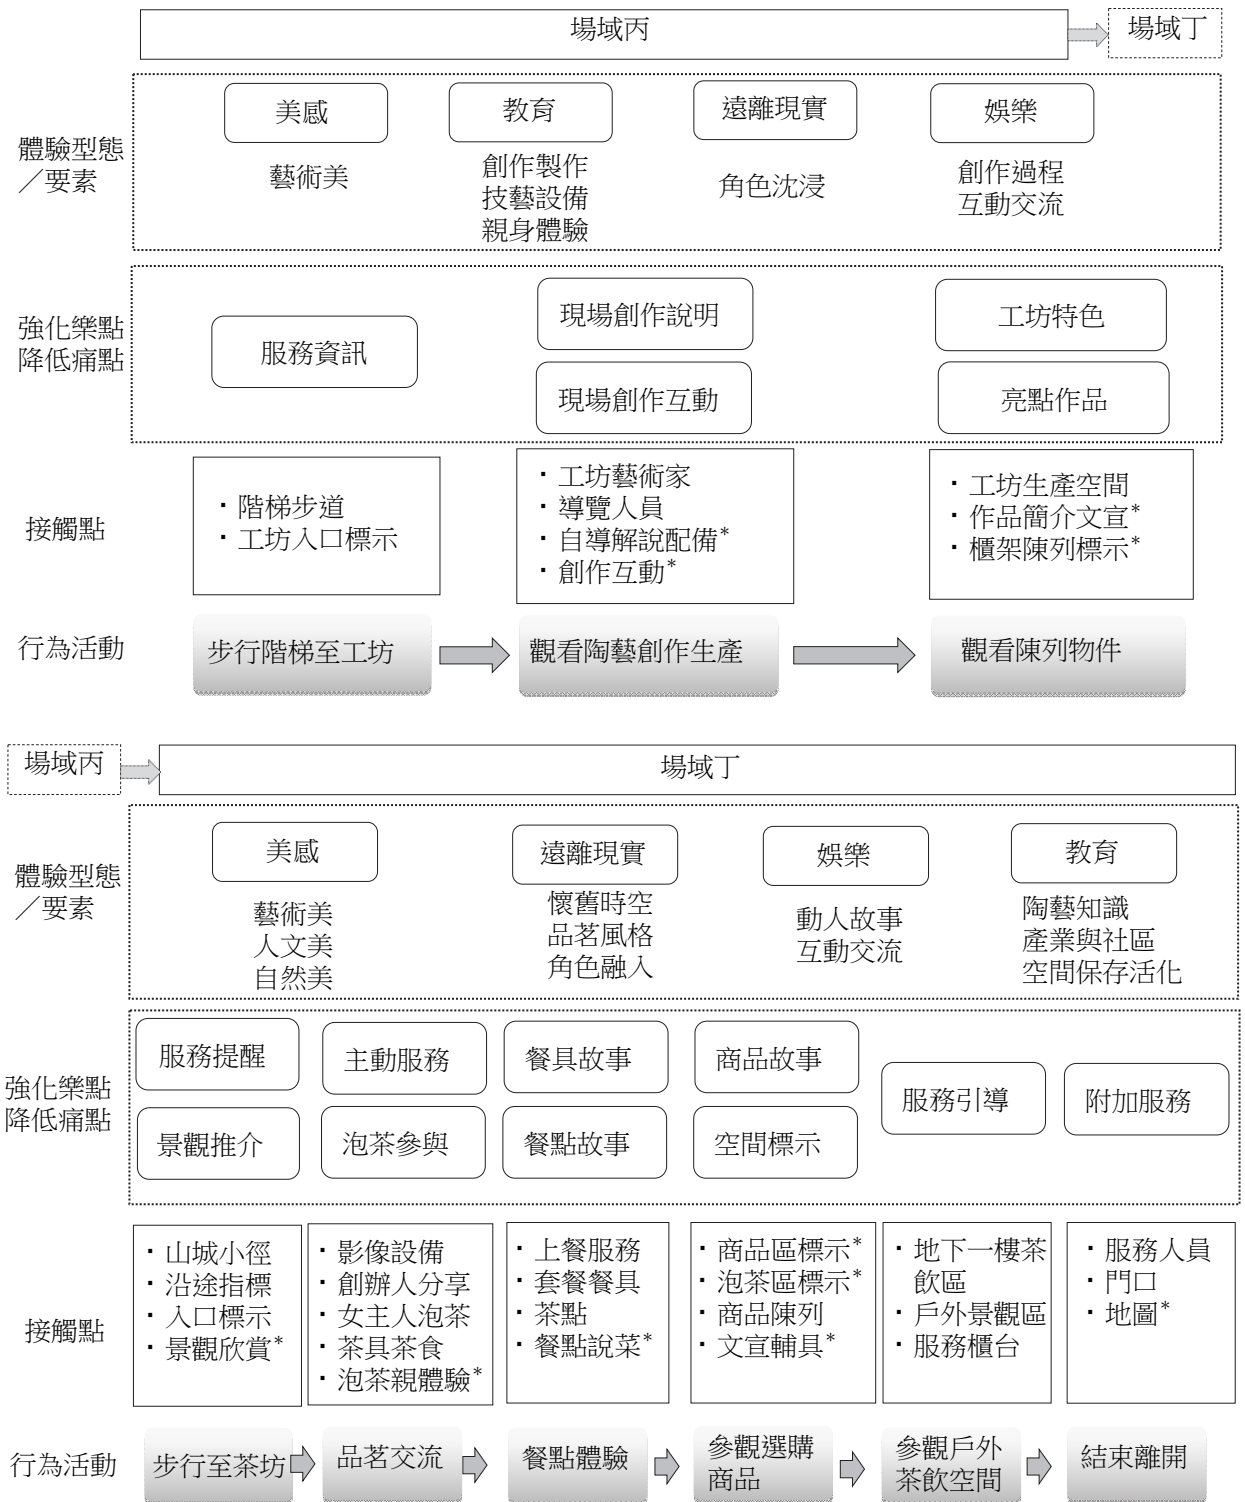 場域丙
場域丁
體驗型態
／要素
美感
教育
遠離現實
娛樂
藝術美
創作製作
技藝設備
親身體驗
角色沈浸
創作過程
互動交流
強化樂點
降低痛點
服務資訊
現場創作說明
現場創作互動
工坊特色
亮點作品
接觸點
・階梯步道
・工坊入口標示
・工坊藝術家
・導覽人員
・自導解說配備*
・創作互動*
・工坊生產空間
・作品簡介文宣*
・櫃架陳列標示*
行為活動
步行階梯至工坊
觀看陶藝創作生產
觀看陳列物件
場域丙
場域丁
體驗型態
／要素
美感
遠離現實
娛樂
教育
藝術美
人文美
自然美
懷舊時空
品茗風格
角色融入
動人故事
互動交流
陶藝知識
產業與社區
空間保存活化
強化樂點
降低痛點
服務提醒
主動服務
餐具故事
商品故事
服務引導
附加服務
景觀推介
泡茶參與
餐點故事
空間標示
接觸點
・山城小徑
・沿途指標
・入口標示
・景觀欣賞*
・影像設備
・創辦人分享
・女主人泡茶
・茶具茶食
・泡茶親體驗*
・上餐服務
・套餐餐具
・茶點
・餐點說菜*
・商品區標示*
・泡茶區標示*
・商品陳列
・文宣輔具*
・地下一樓茶
飲區
・戶外景觀區
・服務櫃台
・服務人員
・門口
・地圖*
行為活動
步行至茶坊
品茗交流
餐點體驗
參觀選購
商品
參觀戶外
茶飲空間
結束離開